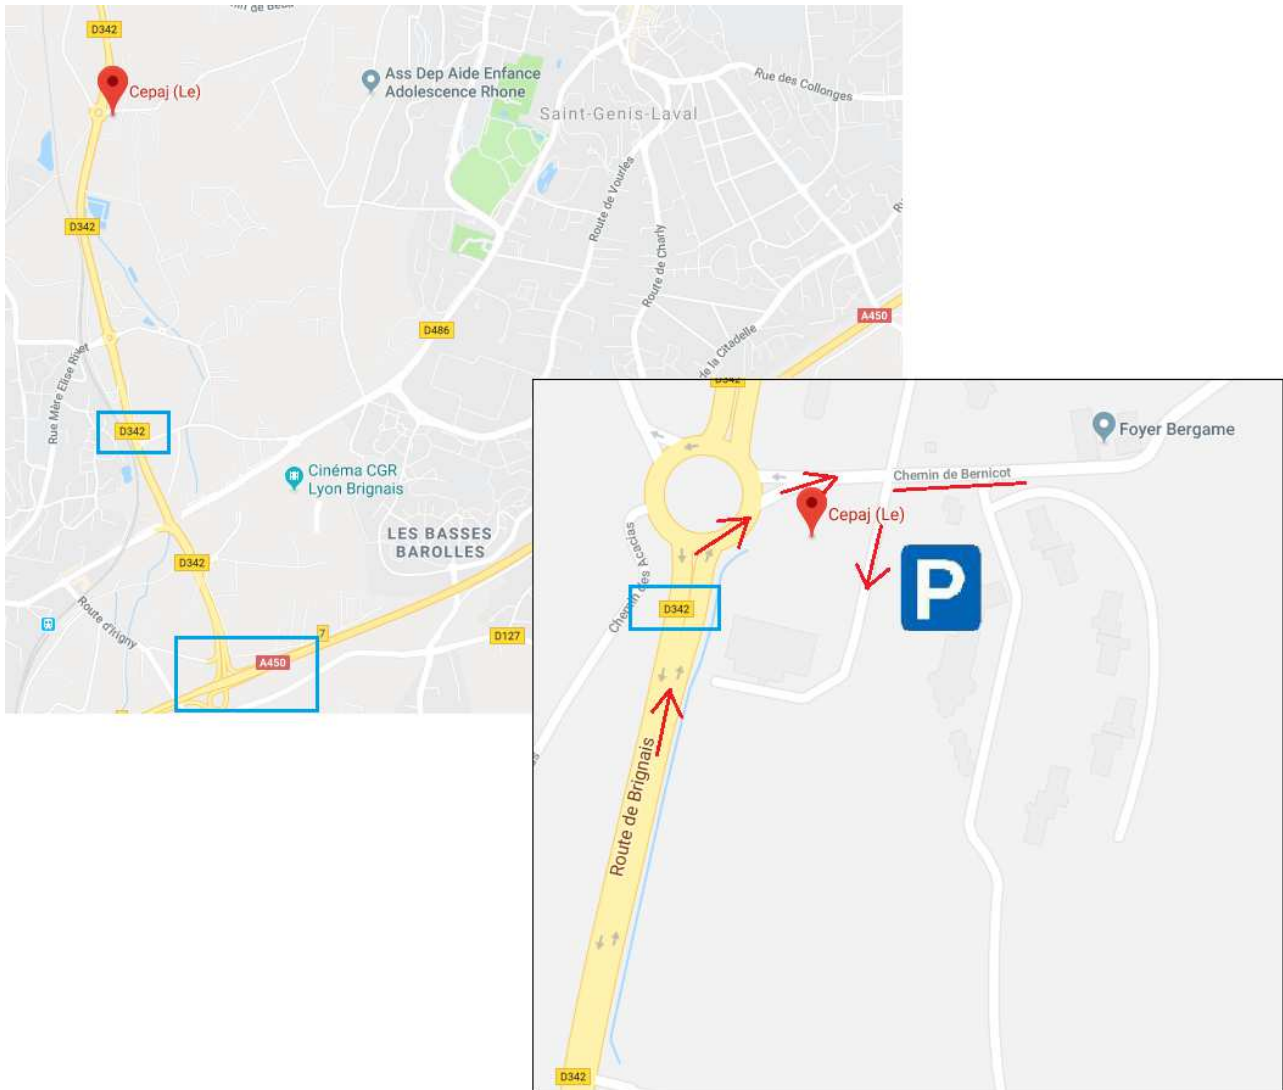 D342
Cepaj (Le)
Ass Dep Aide Enfance
Adolescence Rhone
Rue des Collonges
Saint-Genis-Laval
Route de Vourles
D342
Route de Charly
A450
D486
de la Citadelle
Rue Mère Elise Rivet
D342
Cinéma CGR
Lyon Brignais
LES BASSES
BAROLLES
D342
Route d'Irigny
7
D127
A450
D342
Foyer Bergame
Chemin de Bernicot
Cepaj (Le)
Chemin des Acacias
P
D342
Route de Brignais
D342